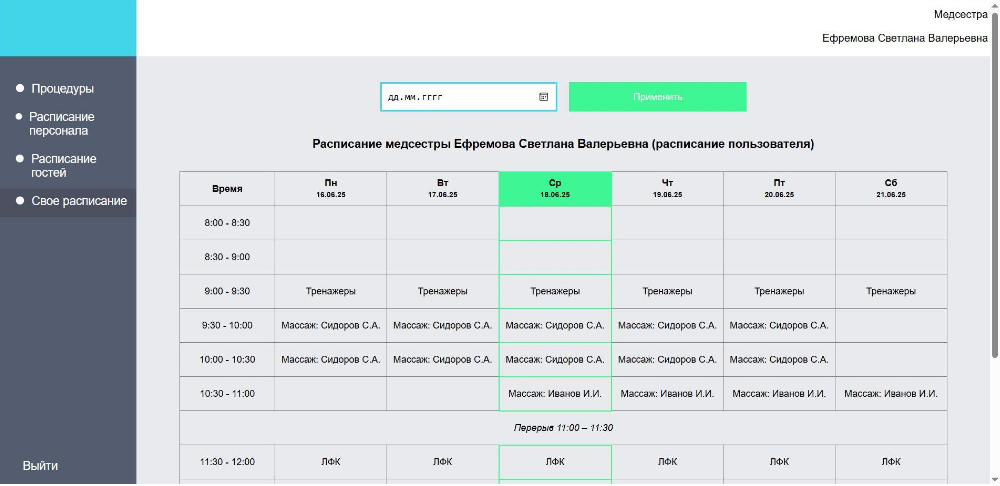 Медсестра
Ефремова Светлана Валерьевна
Процедуры
Расписание
персонала
Расписание
гостей
Свое расписание
Выйти
дд.мм.гггг
Применить
Расписание медсестры Ефремова Светлана Валерьевна (расписание пользователя)
Время Пн Вт Ср Чт Пт Сб
16.06.25 17.06.25 18.06.25 19.06.25 20.06.25 21.06.25
8:00 - 8:30
8:30 - 9:00
9:00 - 9:30 Тренажеры Тренажеры Тренажеры Тренажеры Тренажеры Тренажеры
9:30 - 10:00 Массаж: Сидоров С.А. Массаж: Сидоров С.А. Массаж: Сидоров С.А. Массаж: Сидоров С.А. Массаж: Сидоров С.А.
10:00 - 10:30 Массаж: Сидоров С.А. Массаж: Сидоров С.А. Массаж: Сидоров С.А. Массаж: Сидоров С.А. Массаж: Сидоров С.А.
10:30 - 11:00 Массаж: Иванов И.И. Массаж: Иванов И.И. Массаж: Иванов И.И. Массаж: Иванов И.И.
Перерыв 11:00 – 11:30
11:30 - 12:00 ЛФК ЛФК ЛФК ЛФК ЛФК ЛФК